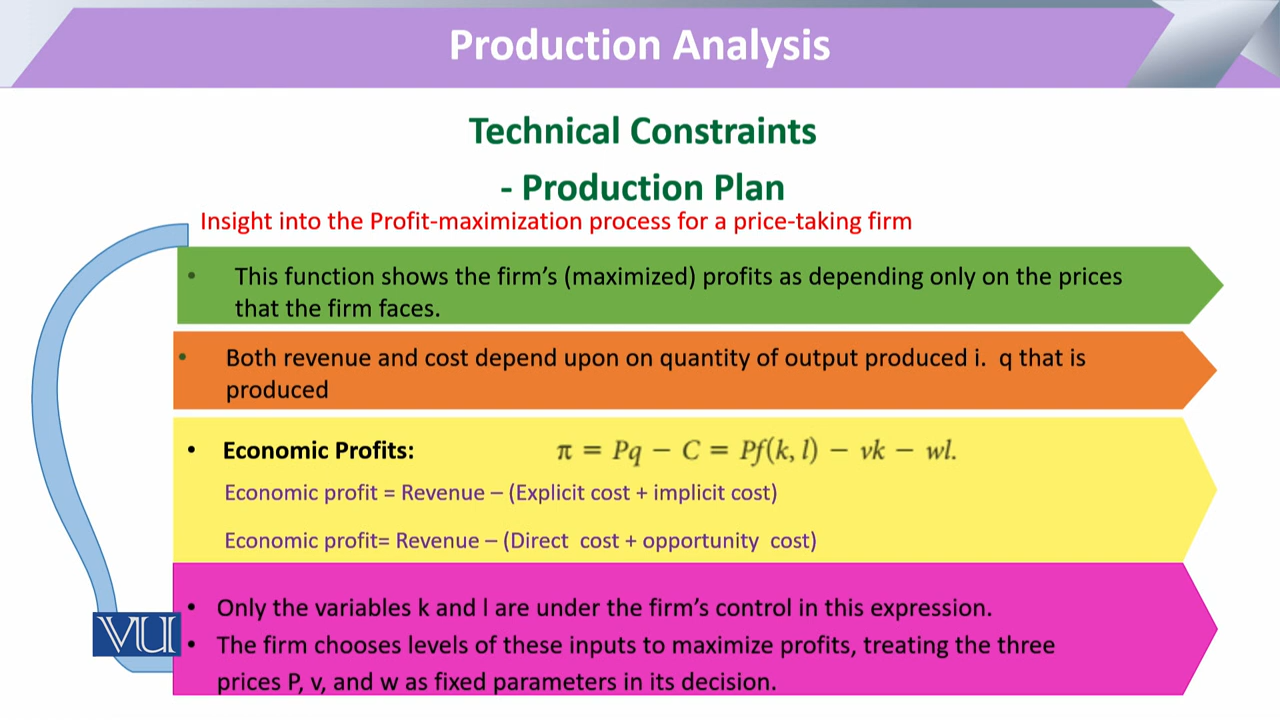 Production Analysis
Technical Constraints
- Production Plan
Insight into the Profit-maximization process for a price-taking firm
• This function shows the firm's (maximized) profits as depending only on the prices
that the firm faces.
• Both revenue and cost depend upon on quantity of output produced i. q that is
produced
• Economic Profits: π = Pq − C = Pf(k, l) − vk − wl.
Economic profit = Revenue – (Explicit cost + implicit cost)
Economic profit= Revenue – (Direct cost + opportunity cost)
• Only the variables k and l are under the firm's control in this expression.
• The firm chooses levels of these inputs to maximize profits, treating the three
prices P, v, and w as fixed parameters in its decision.
VU